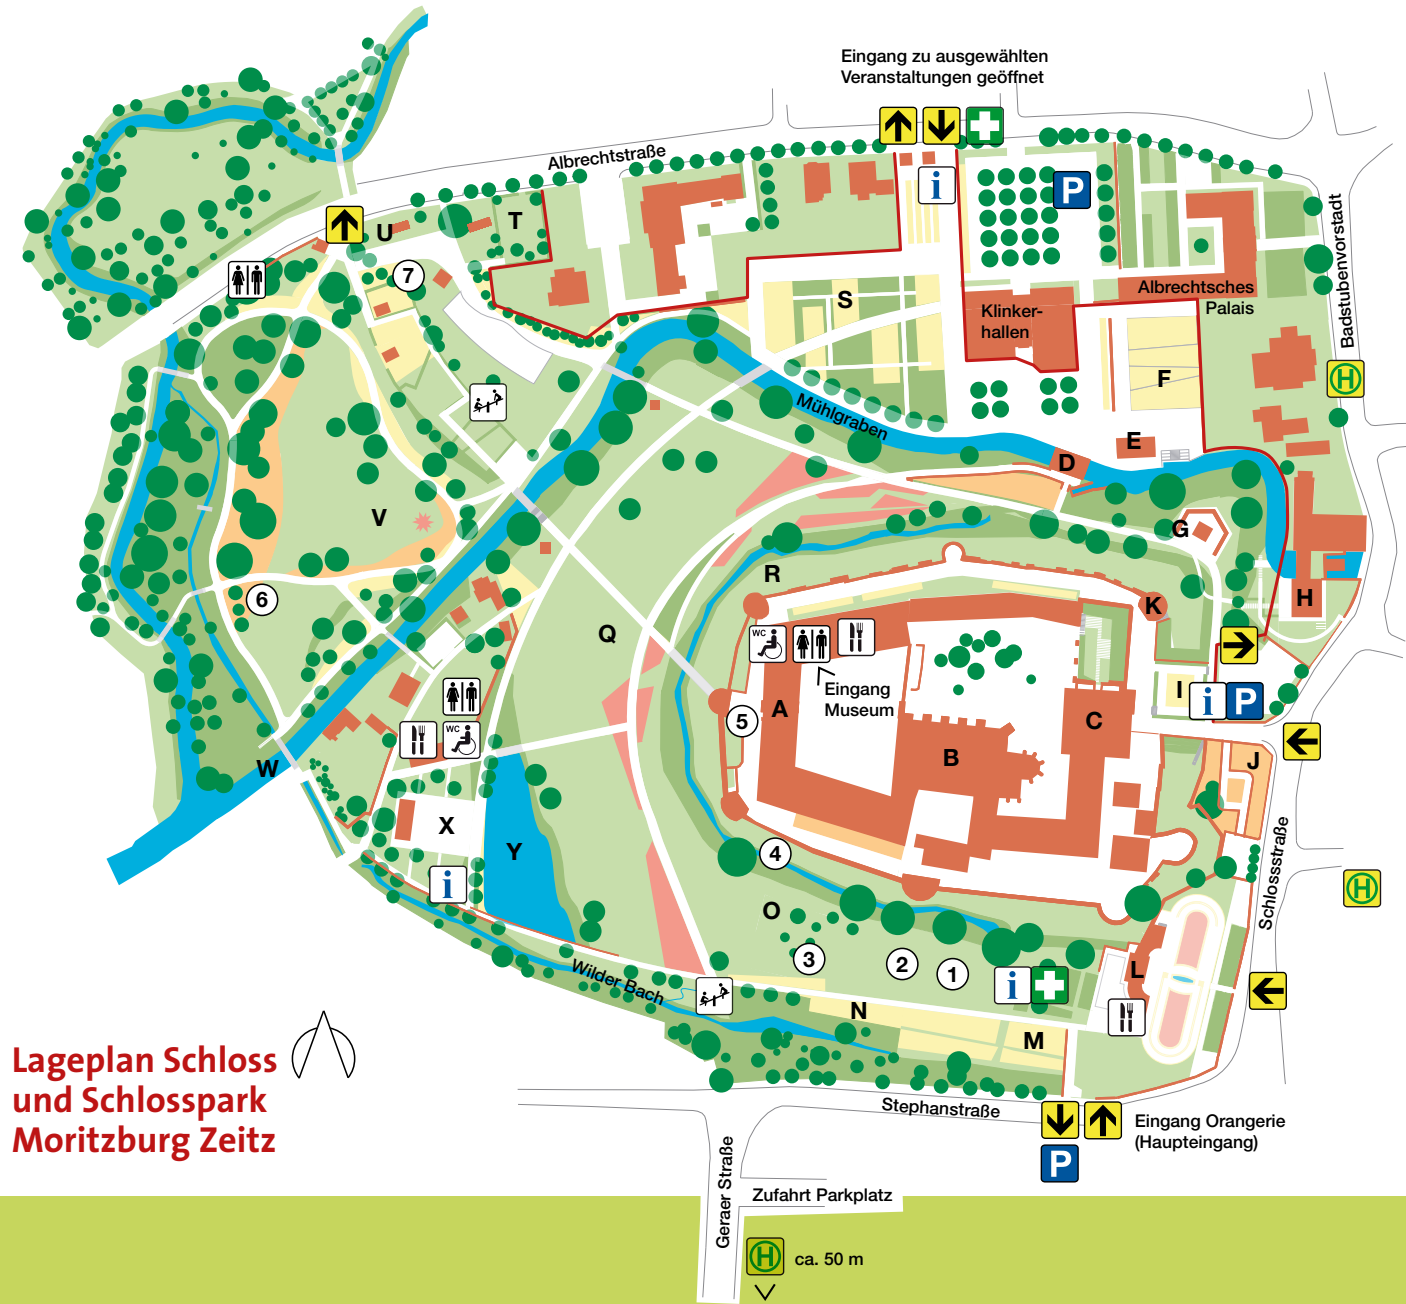 Eingang zu ausgewählten
Veranstaltungen geöffnet
Albrechtstraße
i
P
T
U
7
Badstubenvorstadt
Albrechtsches
Palais
S
Klinker-
hallen
F
H
Mühlgraben
E
D
V
G
R
6
K
H
Q
WC
Eingang
Museum
I
i
P
A
5
C
B
J
WC
W
X
Y
4
i
Schlossstraße
H
O
3
2
1
i
L
Wilder Bach
N
M
Lageplan Schloss
und Schlosspark
Moritzburg Zeitz
Stephanstraße
Eingang Orangerie
(Haupteingang)
P
Geraer Straße
Zufahrt Parkplatz
H
ca. 50 m